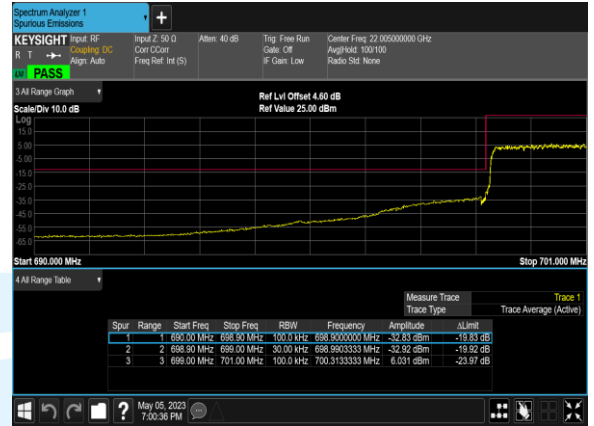 Spectrum Analyzer 1
Spurious Emissions
+
KEYSIGHT Input: RF Input Z: 50 Ω Atten: 40 dB Trig: Free Run Center Freq: 22.005000000 GHz
R T Coupling: DC Corr CCorr Gate: Off Avg|Hold: 100/100
Align: Auto Freq Ref: Int (S) IF Gain: Low Radio Std: None
PASS
3 All Range Graph
Ref Lvl Offset 4.60 dB
Scale/Div 10.0 dB Ref Value 25.00 dBm
Log
15.0
5.00
-5.00
-15.0
-25.0
-35.0
-45.0
-55.0
-65.0
Start 690.000 MHz Stop 701.000 MHz
4 All Range Table
Measure Trace Trace 1
Trace Type Trace Average (Active)
Spur Range Start Freq Stop Freq RBW Frequency Amplitude ΔLimit
1 1 690.00 MHz 698.90 MHz 100.0 kHz 698.9000000 MHz -32.83 dBm -19.83 dB
2 2 698.90 MHz 699.00 MHz 30.00 kHz 698.9903333 MHz -32.92 dBm -19.92 dB
3 3 699.00 MHz 701.00 MHz 100.0 kHz 700.3133333 MHz 6.031 dBm -23.97 dB
? May 05, 2023
7:00:36 PM